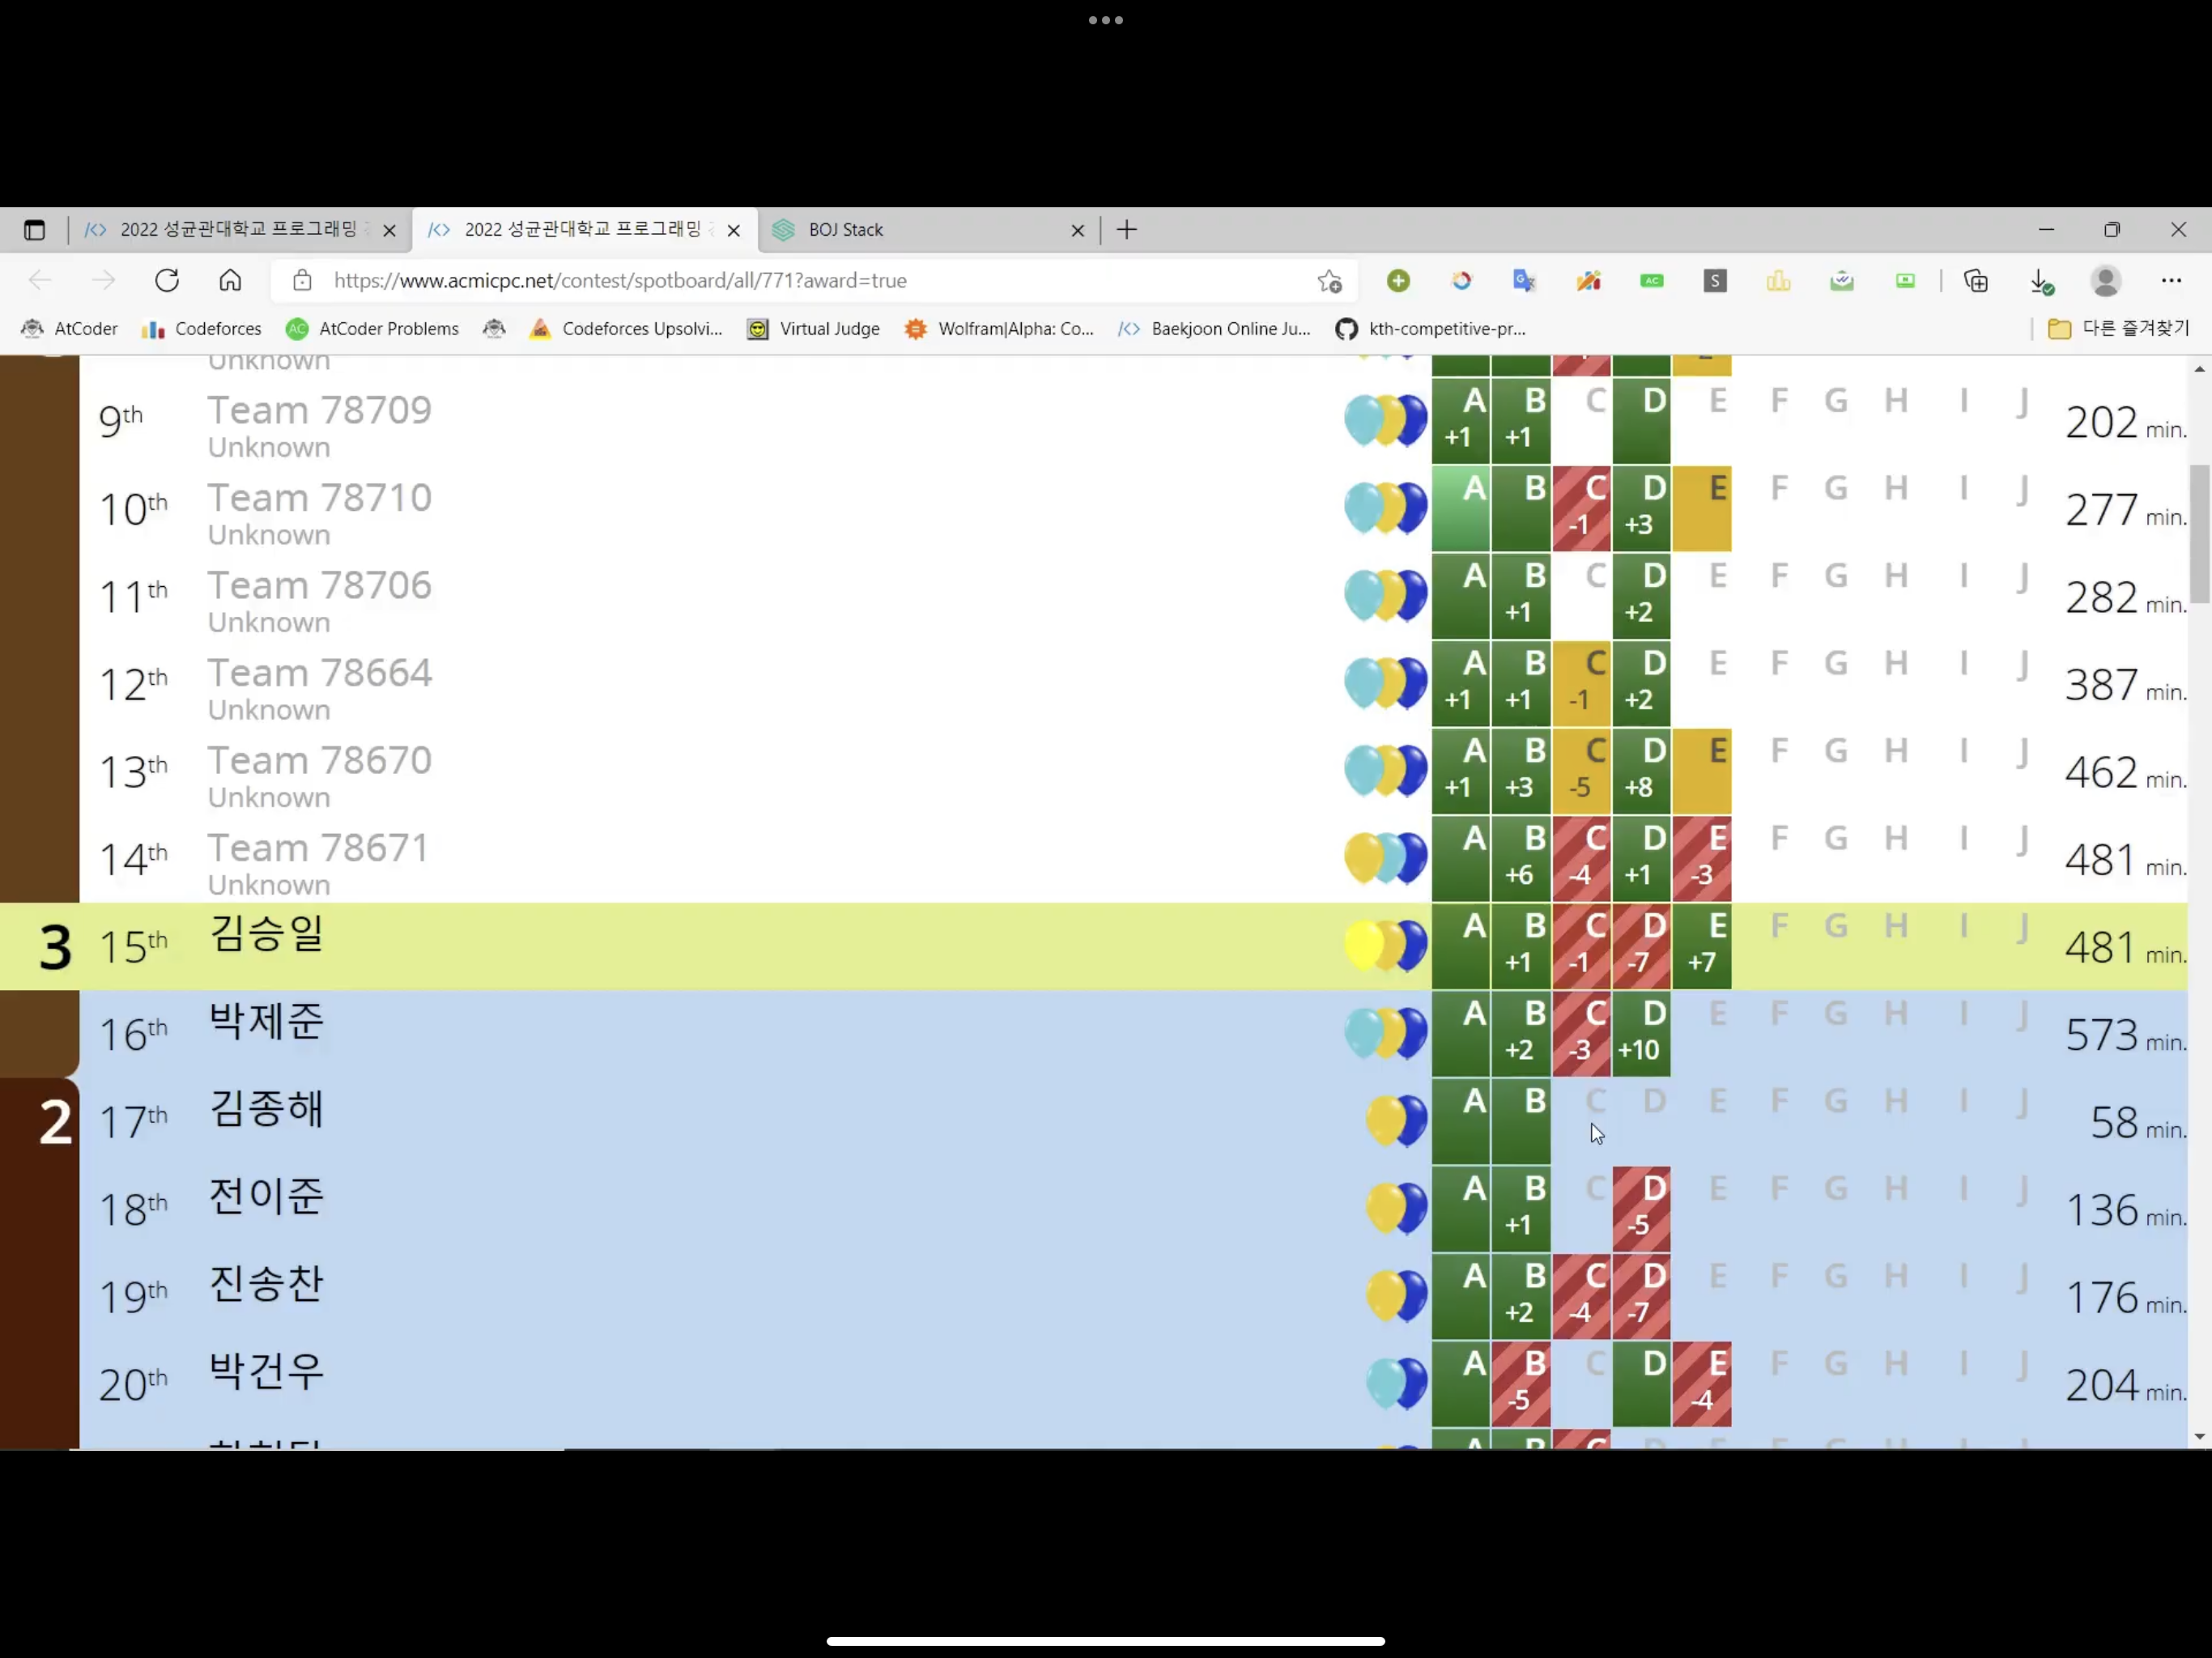 2022 성균관대학교 프로그래밍
2022 성균관대학교 프로그래밍
BOJ Stack
https://www.acmicpc.net/contest/spotboard/all/771?award=true
AtCoder
Codeforces
AtCoder Problems
Codeforces Upsolvi...
Virtual Judge
Wolfram|Alpha: Co...
Baekjoon Online Ju...
kth-competitive-pr...
다른 즐겨찾기
Unknown
9th Team 78709 A B C D E F G H I J 202 min.
Unknown +1 +1
10th Team 78710 A B C D E F G H I J 277 min.
Unknown -1 +3
11th Team 78706 A B C D E F G H I J 282 min.
Unknown +1 +2
12th Team 78664 A B C D E F G H I J 387 min.
Unknown +1 +1 -1 +2
13th Team 78670 A B C D E F G H I J 462 min.
Unknown +1 +3 -5 +8
14th Team 78671 A B C D E F G H I J 481 min.
Unknown +6 -4 +1 -3
3 15th 김승일 A B C D E F G H I J 481 min.
+1 -1 -7 +7
16th 박제준 A B C D E F G H I J 573 min.
+2 -3 +10
2 17th 김종해 A B C D E F G H I J 58 min.
18th 전이준 A B C D E F G H I J 136 min.
+1 -5
19th 진송찬 A B C D E F G H I J 176 min.
+2 -4 -7
20th 박건우 A B C D E F G H I J 204 min.
-5 -4